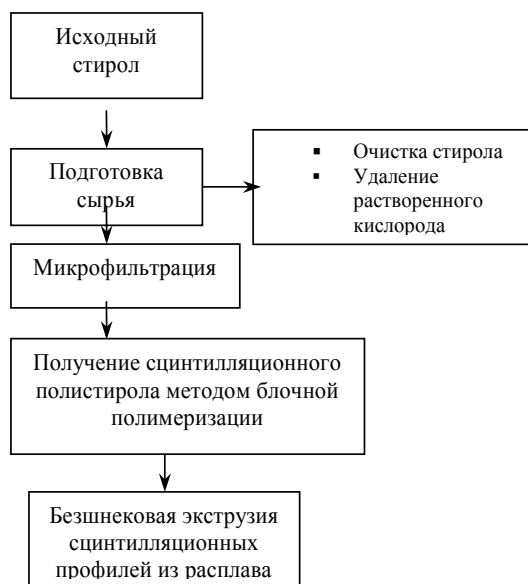 Исходный
стирол
Подготовка
сырья
▪ Очистка стирола
▪ Удаление
растворенного
кислорода
Микрофильтрация
Получение сцинтилляционного
полистирола методом блочной
полимеризации
Безшнековая экструзия
сцинтилляционных
профилей из расплава